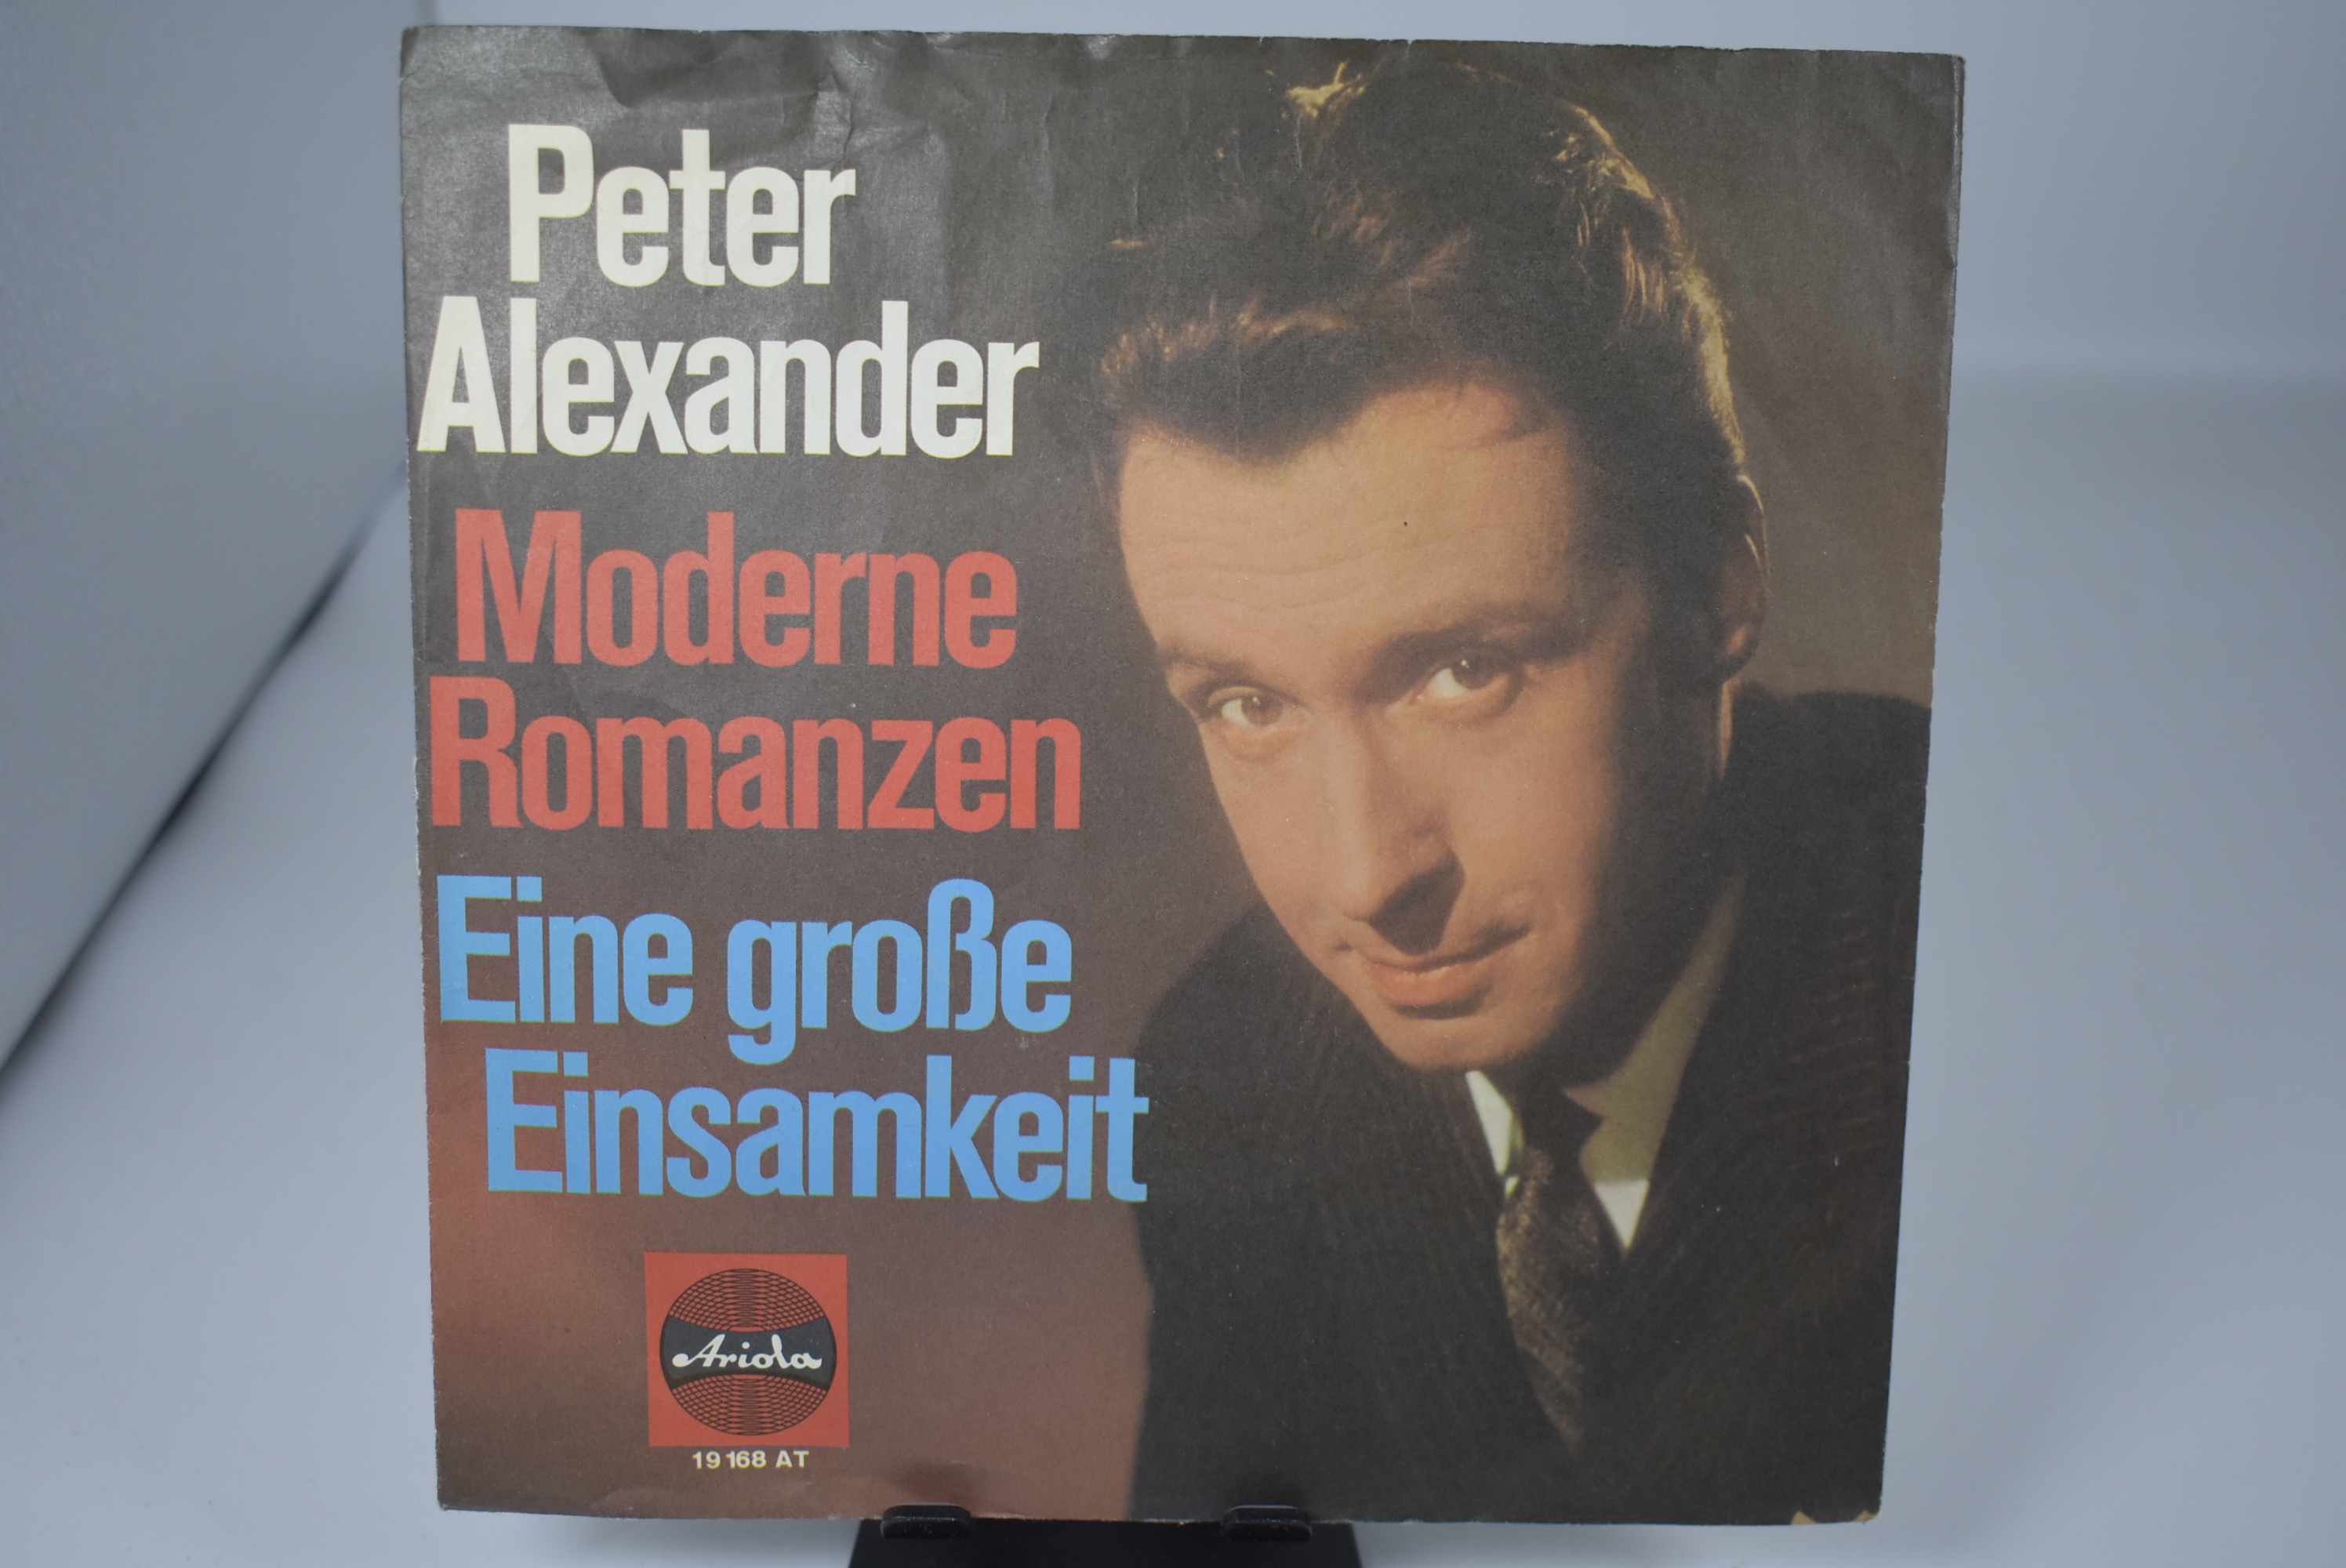 Peter
Alexander
Moderne
Romanzen
Eine große
Einsamkeit
Ariola
19 168 AT